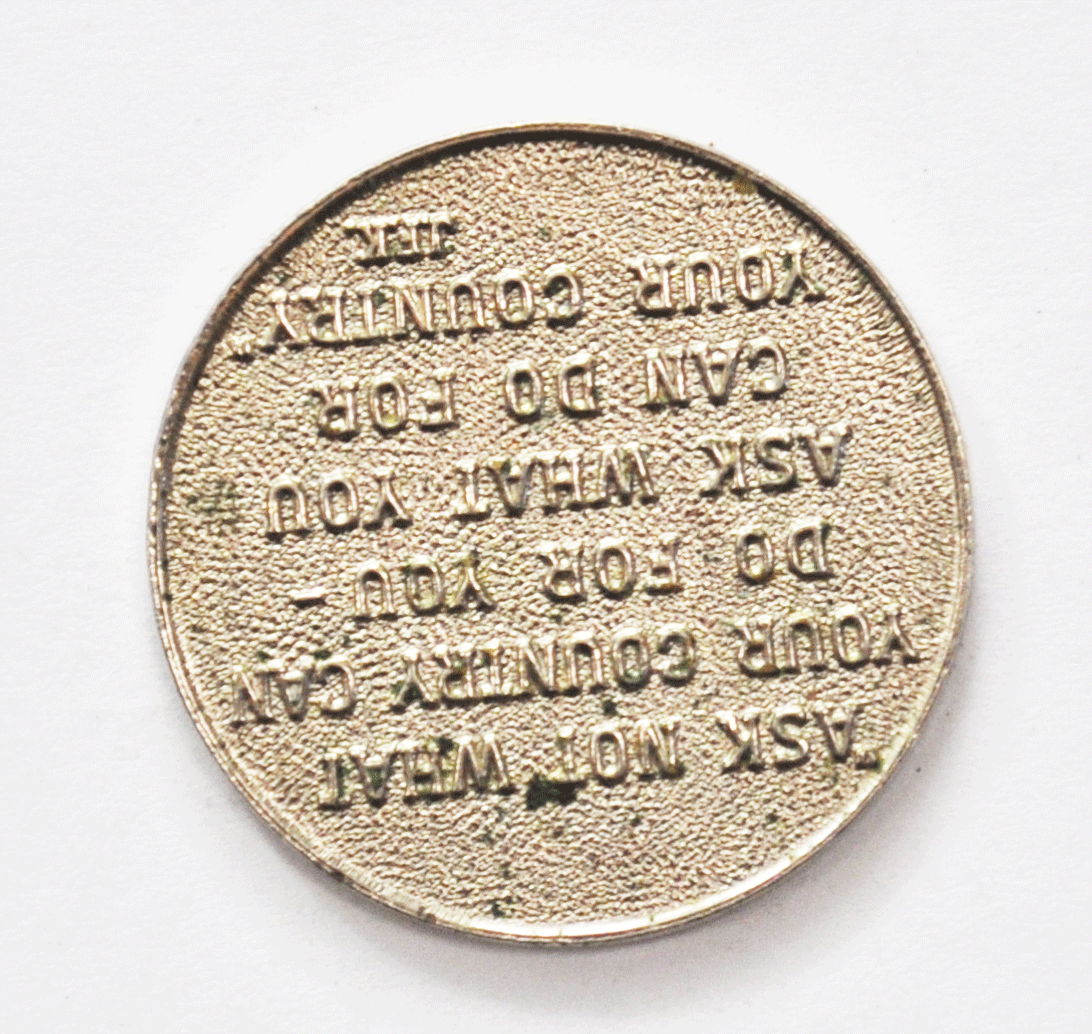 "ASK NOT WHAT
YOUR COUNTRY CAN
DO FOR YOU -
ASK WHAT YOU
CAN DO FOR
YOUR COUNTRY"
JFK